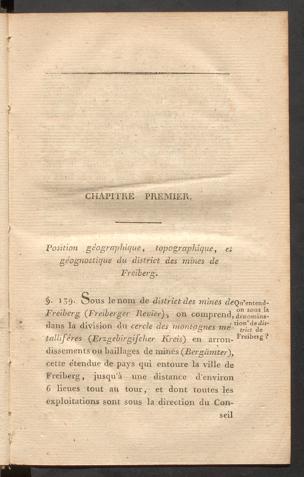 CHAPITRE PREMIER.
Position géographique, topographique, et
géognostique du district des mines de
Freiberg.
§. 139. Sous le nom de district des mines de
Freiberg (Freiberger Revier), on comprend,
dans la division du cercle des montagnes mé-
tallifères (Erzgebirgischer Kreis) en arron-
dissements ou bailliages de mines (Bergämter),
cette étendue de pays qui entoure la ville de
Freiberg, jusqu'à une distance d'environ
6 lieues tout au tour, et dont toutes les
exploitations sont sous la direction du Con-
seil
Qu'entend-
on sous la
dénomina-
tion de dis-
trict de
Freiberg ?